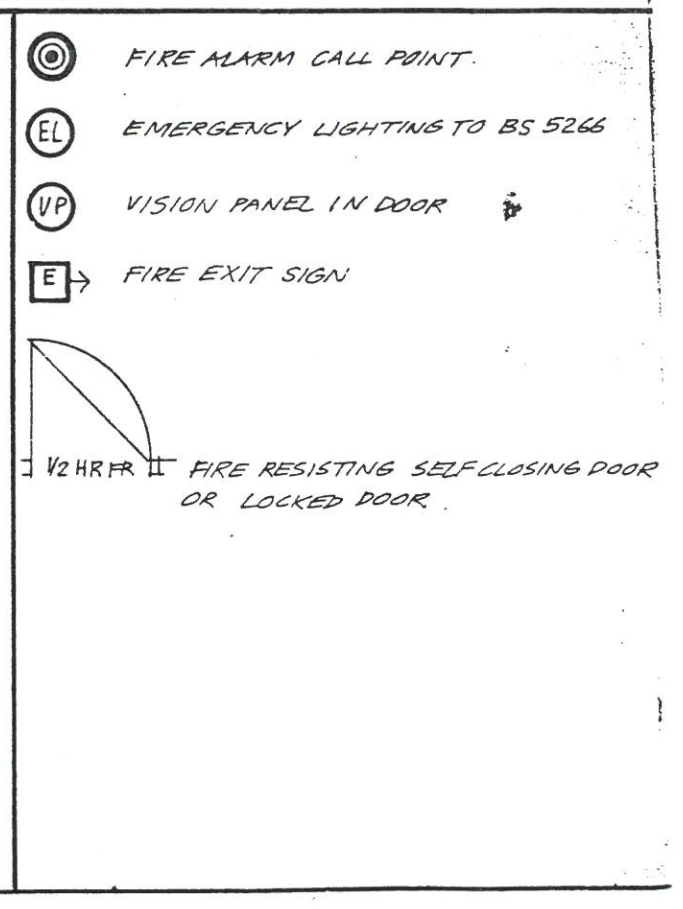 FIRE ALARM CALL POINT.
EL EMERGENCY LIGHTING TO BS 5266
VP VISION PANEL IN DOOR
E FIRE EXIT SIGN
1/2 HR FR FIRE RESISTING SELF CLOSING DOOR
OR LOCKED DOOR.